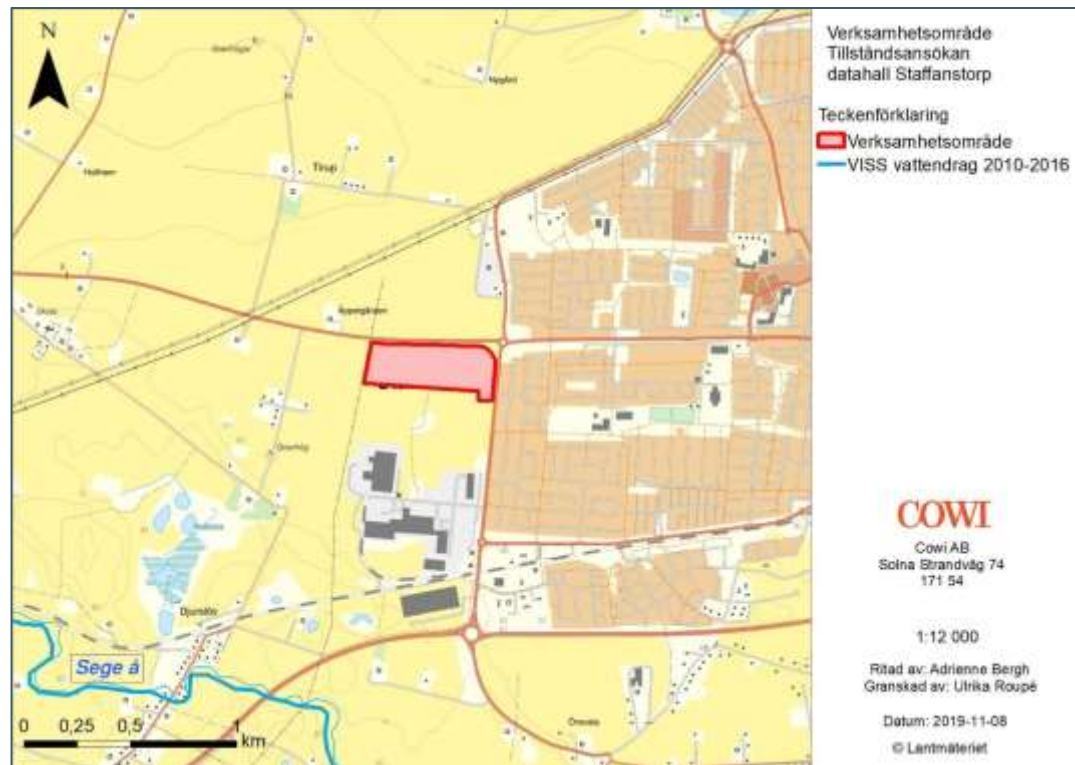 N
Nygård
Tirup
Djurslöv
Sege å
0 0,25 0,5 1
km
Verksamhetsområde
Tillståndsansökan
datahall Staffanstorp
Teckenförklaring
Verksamhetsområde
VISS vattendrag 2010-2016
COWI
Cowi AB
Solna Strandväg 74
171 54
1:12 000
Ritad av: Adrienne Bergh
Granskad av: Ulrika Roupé
Datum: 2019-11-08
© Lantmäteriet